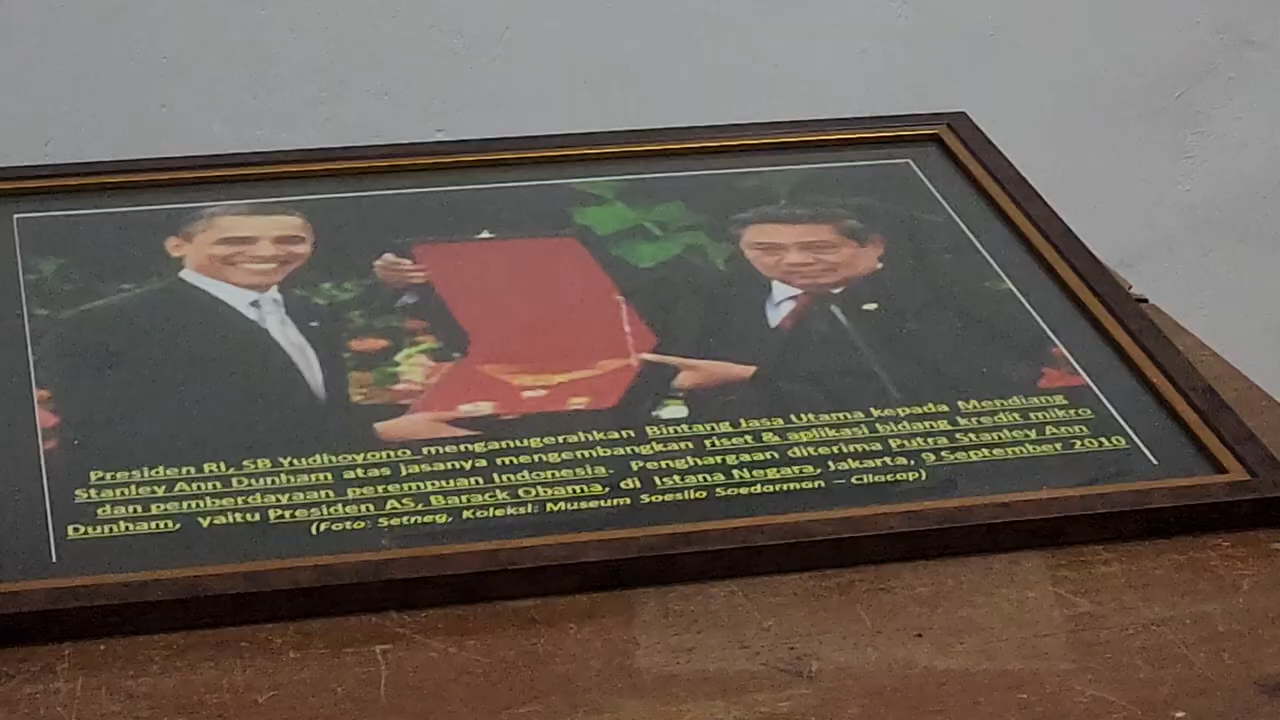 Presiden RI, SB Yudhoyono menganugerahkan Bintang Jasa Utama kepada Mendiang
Stanley Ann Dunham atas jasanya mengembangkan riset & aplikasi bidang kredit mikro
dan pemberdayaan perempuan Indonesia. Penghargaan diterima Putra Stanley Ann
Dunham, yaitu Presiden AS, Barack Obama, di Istana Negara, Jakarta, 9 September 2010
(Foto: Setneg, Koleksi: Museum Soesilo Soedarman – Cilacap)